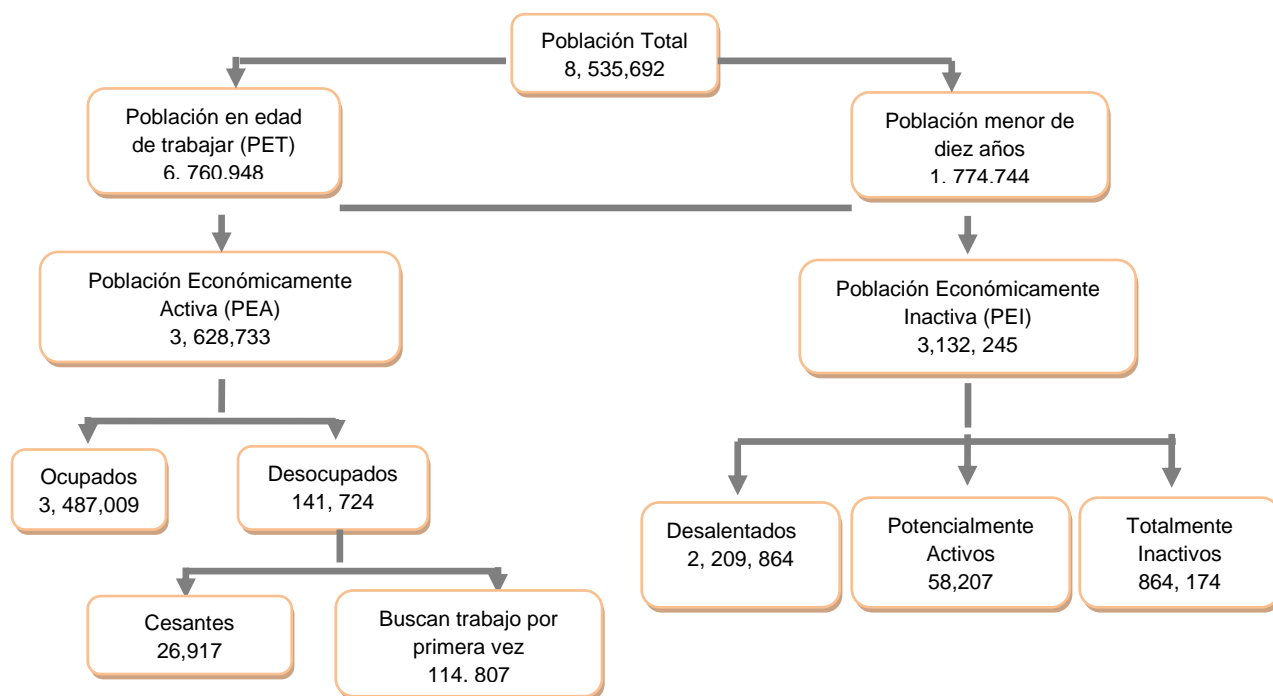 Población Total
8, 535,692
Población en edad
de trabajar (PET)
6. 760.948
Población menor de
diez años
1. 774.744
Población Económicamente
Activa (PEA)
3, 628,733
Población Económicamente
Inactiva (PEI)
3,132, 245
Ocupados
3, 487,009
Desocupados
141, 724
Desalentados
2, 209, 864
Potencialmente
Activos
58,207
Totalmente
Inactivos
864, 174
Cesantes
26,917
Buscan trabajo por
primera vez
114. 807